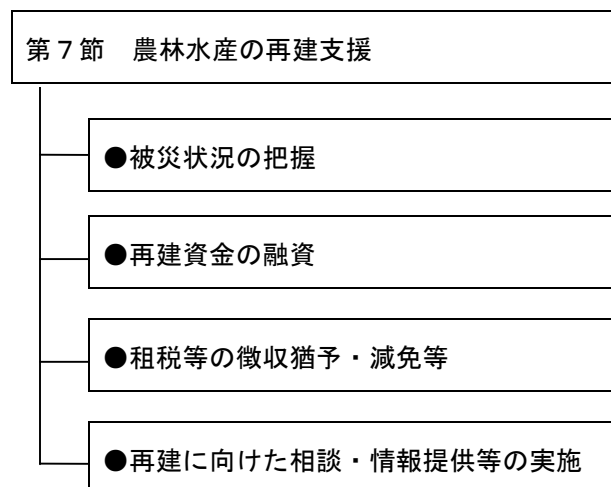 第７節　農林水産の再建支援
●被災状況の把握
●再建資金の融資
●租税等の徴収猶予・減免等
●再建に向けた相談・情報提供等の実施